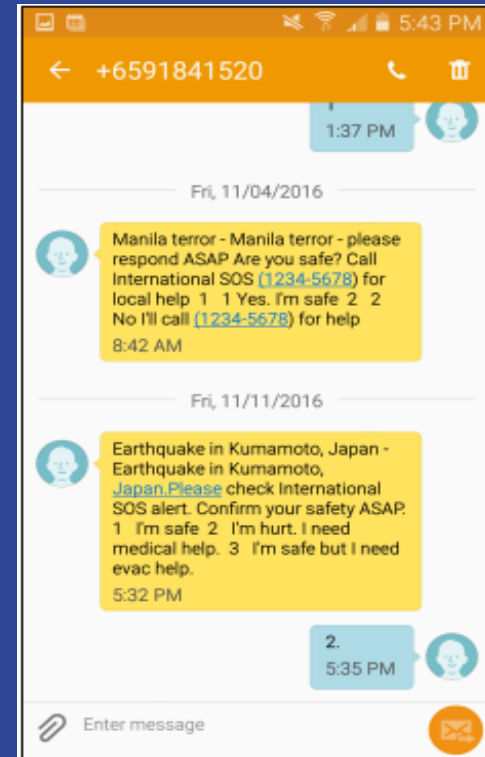 5:43 PM
+6591841520
1:37 PM
Fri, 11/04/2016
Manila terror - Manila terror - please
respond ASAP Are you safe? Call
International SOS (1234-5678) for
local help 1 1 Yes. I'm safe 2 2
No I'll call (1234-5678) for help
8:42 AM
Fri, 11/11/2016
Earthquake in Kumamoto, Japan -
Earthquake in Kumamoto,
Japan.Please check International
SOS alert. Confirm your safety ASAP.
1 I'm safe 2 I'm hurt. I need
medical help. 3 I'm safe but I need
evac help.
5:32 PM
2.
5:35 PM
Enter message